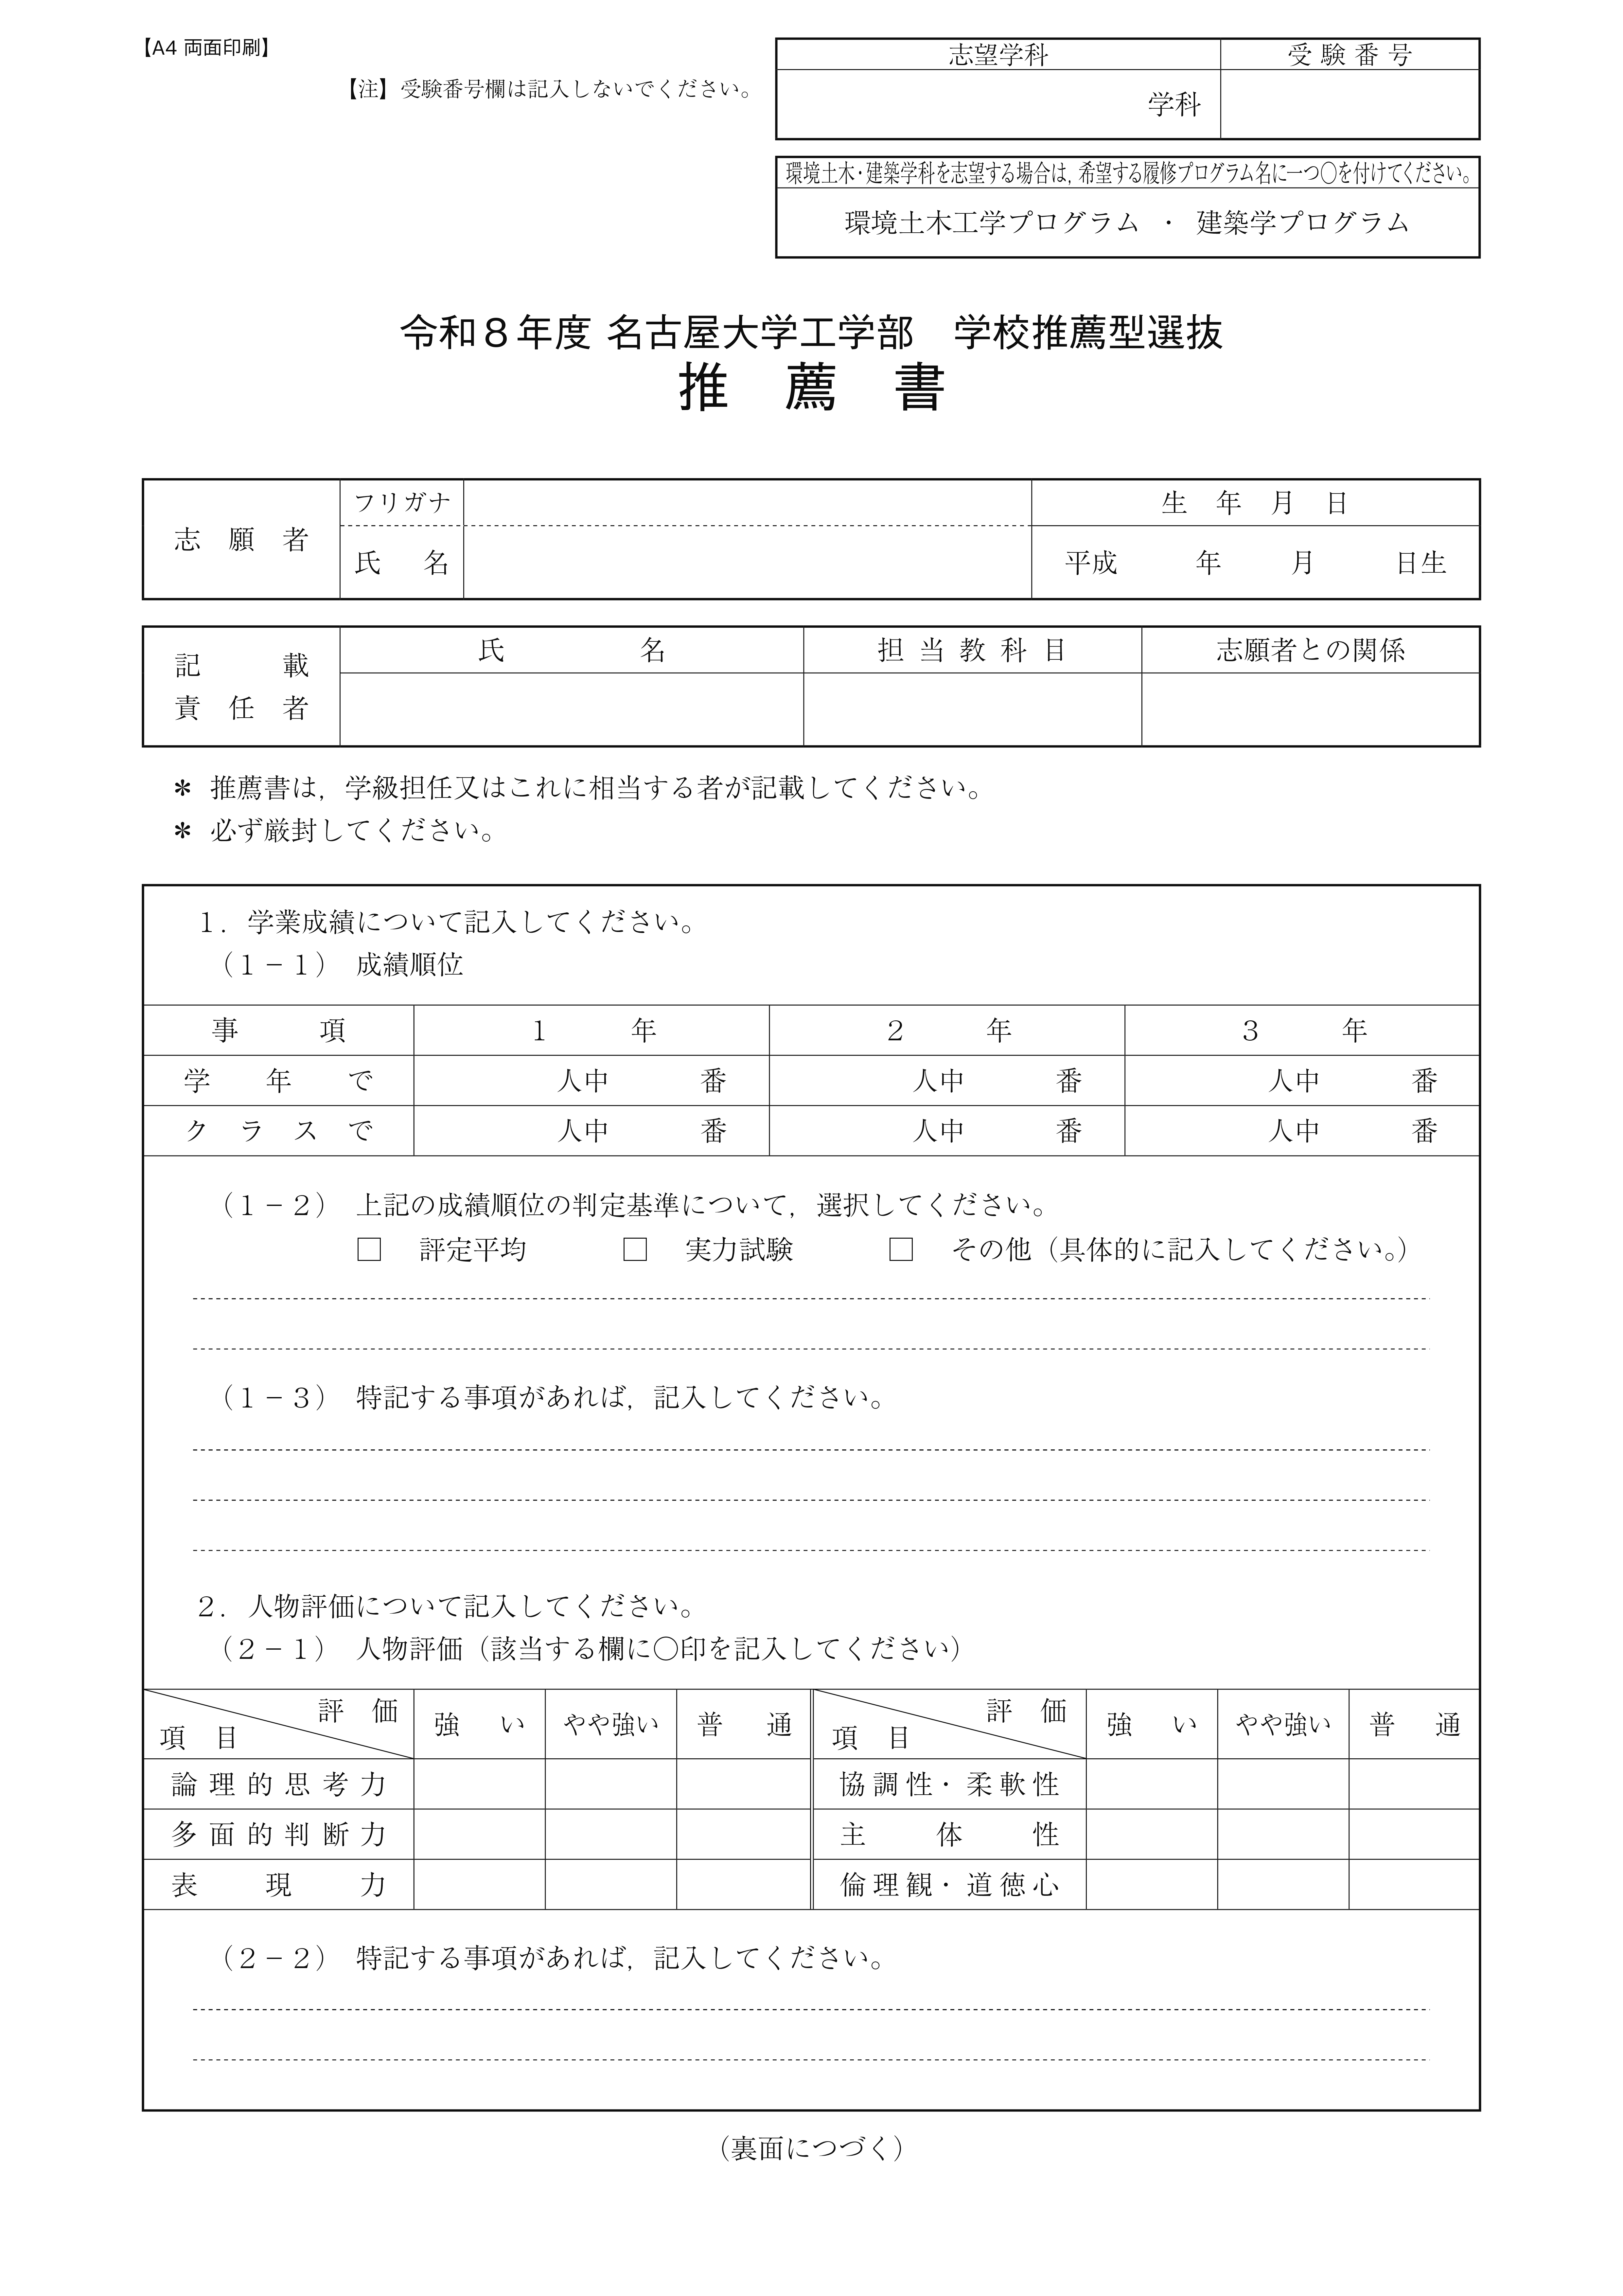 【A4 両面印刷】
【注】受験番号欄は記入しないでください。
志望学科 受験番号
学科
環境土木・建築学科を志望する場合は，希望する履修プログラム名に一つ〇を付けてください。
環境土木工学プログラム ・ 建築学プログラム
令和８年度 名古屋大学工学部　学校推薦型選抜
推　薦　書
志　願　者
フリガナ
生　年　月　日
氏　名
平成　　年　　月　　日生
記　　載
責　任　者
氏　　　　名 担当教科目 志願者との関係
＊ 推薦書は，学級担任又はこれに相当する者が記載してください。
＊ 必ず厳封してください。
１．学業成績について記入してください。
（１－１） 成績順位
事　　項 １　　年 ２　　年 ３　　年
学　年　で 人中　　番 人中　　番 人中　　番
ク　ラ　ス　で 人中　　番 人中　　番 人中　　番
（１－２） 上記の成績順位の判定基準について，選択してください。
□ 評定平均 □ 実力試験 □ その他（具体的に記入してください。）
（１－３） 特記する事項があれば，記入してください。
２．人物評価について記入してください。
（２－１） 人物評価（該当する欄に〇印を記入してください）
評　価
項　目
強　い やや強い 普　通
評　価
項　目
強　い やや強い 普　通
論理的思考力 協調性・柔軟性
多面的判断力 主　体　性
表　現　力 倫理観・道徳心
（２－２） 特記する事項があれば，記入してください。
（裏面につづく）